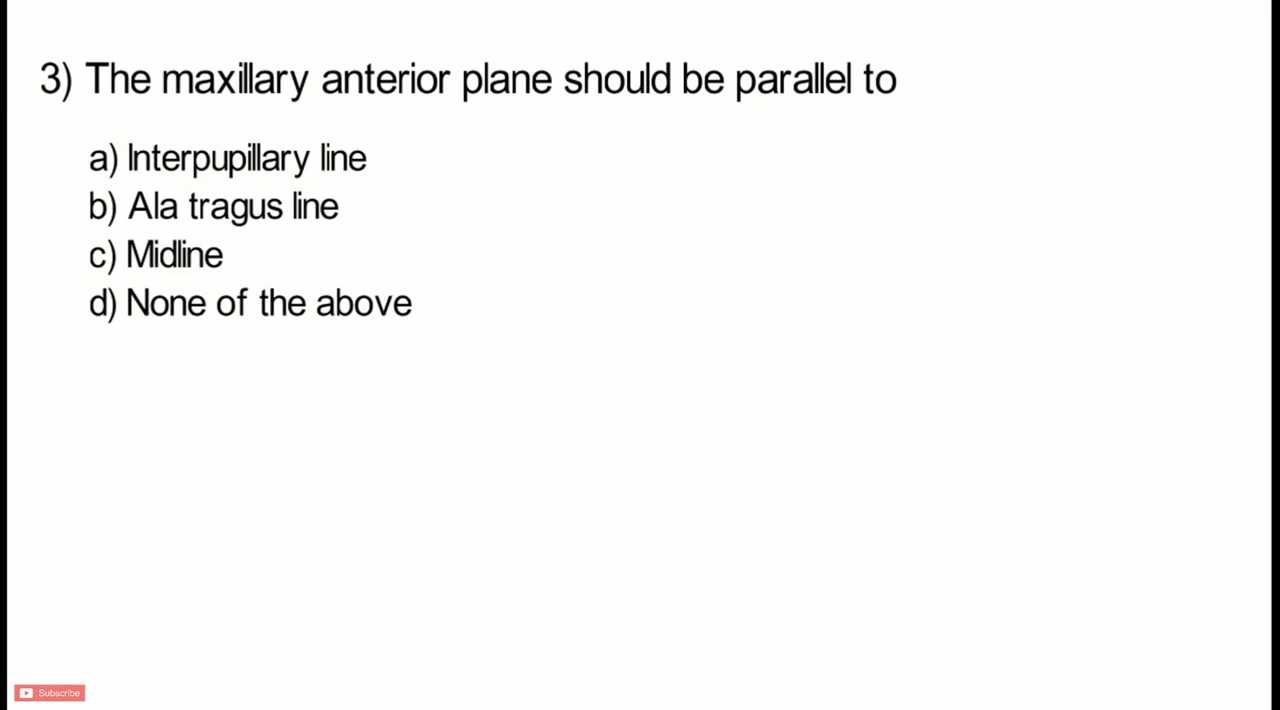 3) The maxillary anterior plane should be parallel to
a) Interpupillary line
b) Ala tragus line
c) Midline
d) None of the above
Subscribe